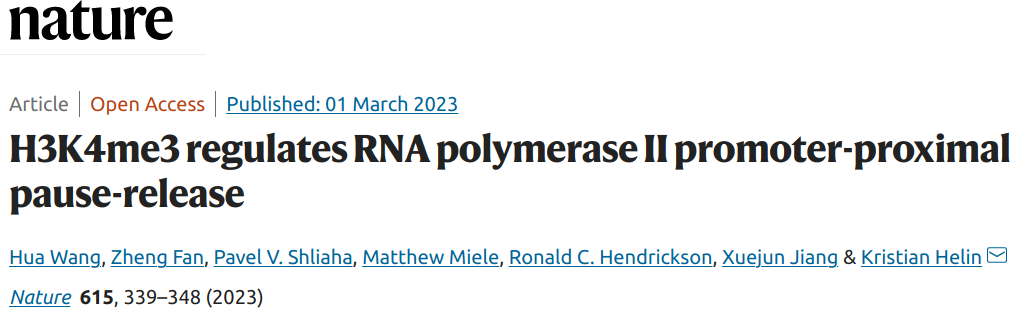 nature
Article | Open Access | Published: 01 March 2023
H3K4me3 regulates RNA polymerase II promoter-proximal
pause-release
Hua Wang, Zheng Fan, Pavel V. Shliaha, Matthew Miele, Ronald C. Hendrickson, Xuejun Jiang & Kristian Helin
Nature 615, 339–348 (2023)